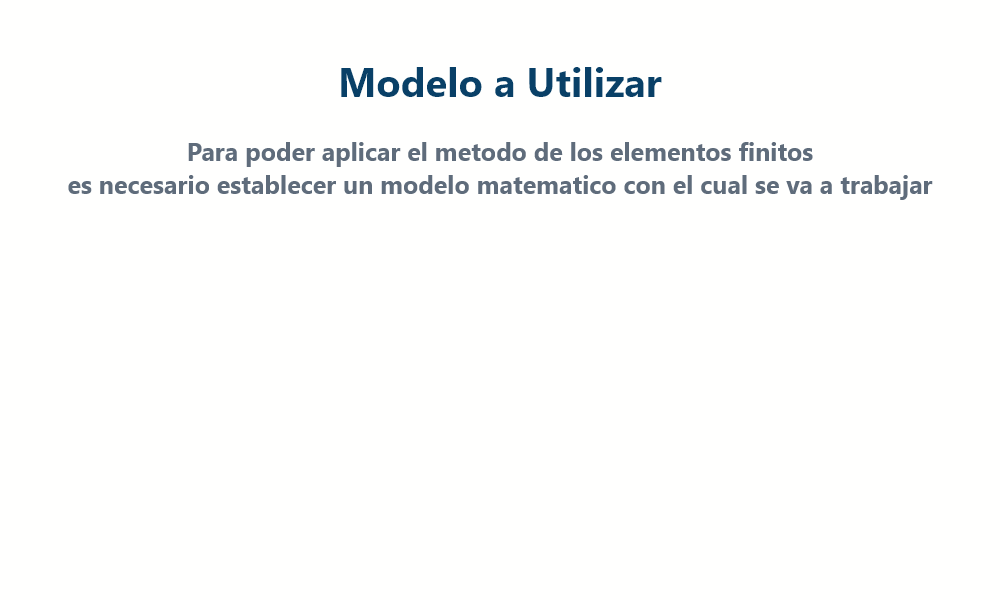 Modelo a Utilizar
Para poder aplicar el metodo de los elementos finitos
es necesario establecer un modelo matematico con el cual se va a trabajar